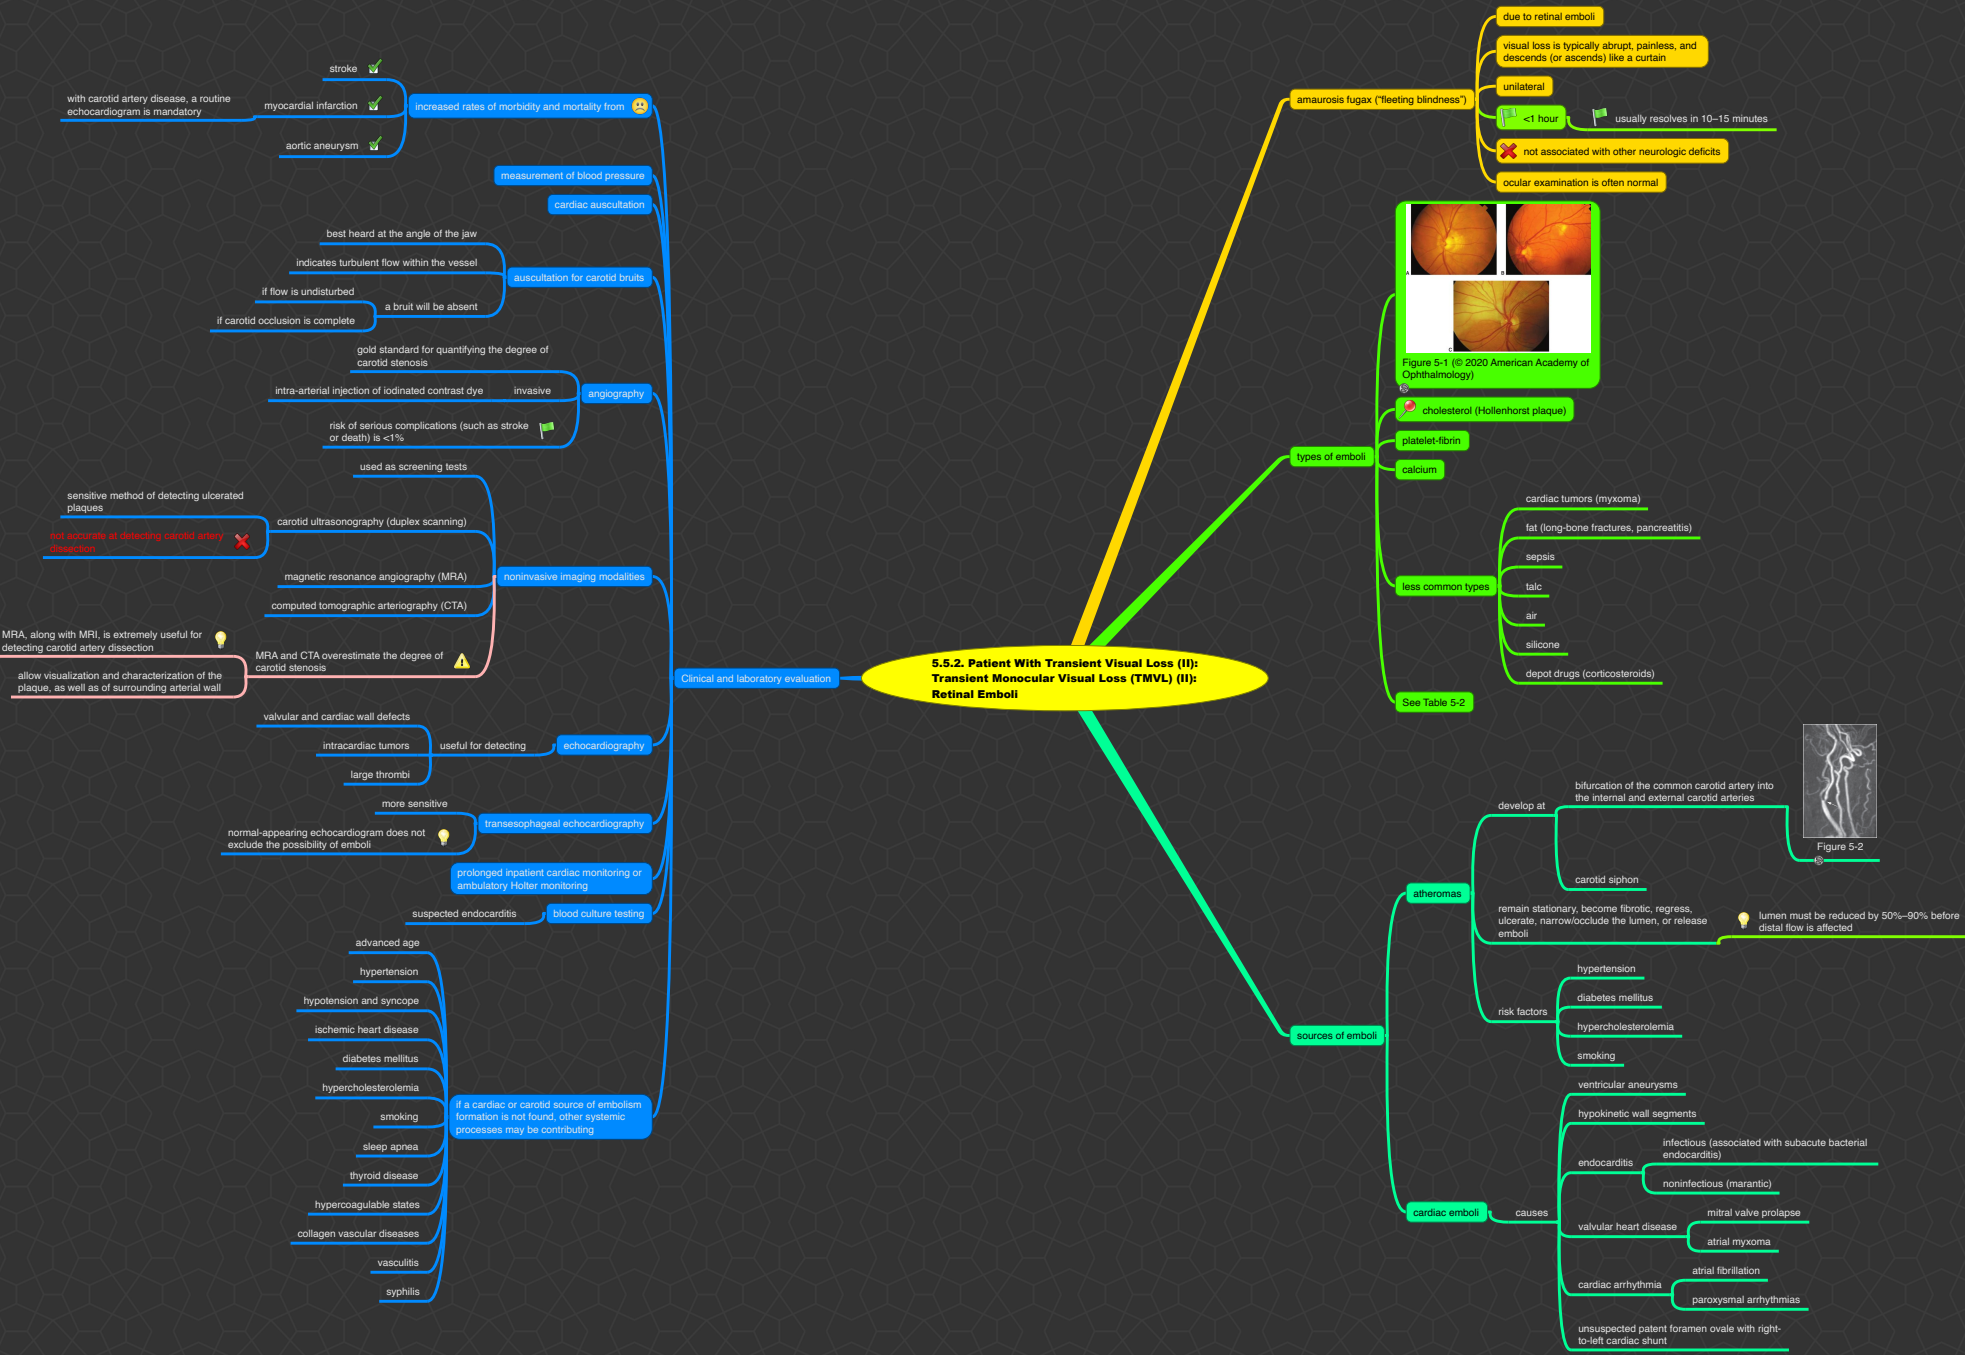 5.5.2. Patient With Transient Visual Loss (II):
Transient Monocular Visual Loss (TMVL) (II):
Retinal Emboli
amaurosis fugax (“fleeting blindness”)
due to retinal emboli
visual loss is typically abrupt, painless, and
descends (or ascends) like a curtain
unilateral
<1 hour
usually resolves in 10–15 minutes
not associated with other neurologic deficits
ocular examination is often normal
types of emboli
A
B
C
Figure 5-1 (© 2020 American Academy of
Ophthalmology)
cholesterol (Hollenhorst plaque)
platelet-fibrin
calcium
less common types
cardiac tumors (myxoma)
fat (long-bone fractures, pancreatitis)
sepsis
talc
air
silicone
depot drugs (corticosteroids)
See Table 5-2
sources of emboli
atheromas
develop at
bifurcation of the common carotid artery into
the internal and external carotid arteries
Figure 5-2
carotid siphon
remain stationary, become fibrotic, regress,
ulcerate, narrow/occlude the lumen, or release
emboli
lumen must be reduced by 50%–90% before
distal flow is affected
risk factors
hypertension
diabetes mellitus
hypercholesterolemia
smoking
cardiac emboli
causes
ventricular aneurysms
hypokinetic wall segments
endocarditis
infectious (associated with subacute bacterial
endocarditis)
noninfectious (marantic)
valvular heart disease
mitral valve prolapse
atrial myxoma
cardiac arrhythmia
atrial fibrillation
paroxysmal arrhythmias
unsuspected patent foramen ovale with right-
to-left cardiac shunt
Clinical and laboratory evaluation
increased rates of morbidity and mortality from
stroke
myocardial infarction
with carotid artery disease, a routine
echocardiogram is mandatory
aortic aneurysm
measurement of blood pressure
cardiac auscultation
auscultation for carotid bruits
best heard at the angle of the jaw
indicates turbulent flow within the vessel
a bruit will be absent
if flow is undisturbed
if carotid occlusion is complete
angiography
gold standard for quantifying the degree of
carotid stenosis
invasive
intra-arterial injection of iodinated contrast dye
risk of serious complications (such as stroke
or death) is <1%
noninvasive imaging modalities
used as screening tests
carotid ultrasonography (duplex scanning)
sensitive method of detecting ulcerated
plaques
not accurate at detecting carotid artery
dissection
magnetic resonance angiography (MRA)
computed tomographic arteriography (CTA)
MRA and CTA overestimate the degree of
carotid stenosis
MRA, along with MRI, is extremely useful for
detecting carotid artery dissection
allow visualization and characterization of the
plaque, as well as of surrounding arterial wall
echocardiography
useful for detecting
valvular and cardiac wall defects
intracardiac tumors
large thrombi
transesophageal echocardiography
more sensitive
normal-appearing echocardiogram does not
exclude the possibility of emboli
prolonged inpatient cardiac monitoring or
ambulatory Holter monitoring
blood culture testing
suspected endocarditis
if a cardiac or carotid source of embolism
formation is not found, other systemic
processes may be contributing
advanced age
hypertension
hypotension and syncope
ischemic heart disease
diabetes mellitus
hypercholesterolemia
smoking
sleep apnea
thyroid disease
hypercoagulable states
collagen vascular diseases
vasculitis
syphilis